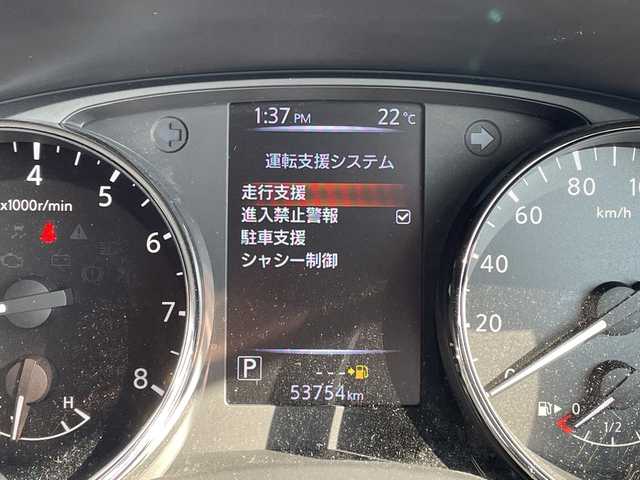 1:37 PM 22℃
運転支援システム
走行支援
進入禁止警報
駐車支援
シャシー制御
P
---
53754 km
4
x1000r/min
5
6
7
8
H
80
60
km/h
40
20
0
1/2